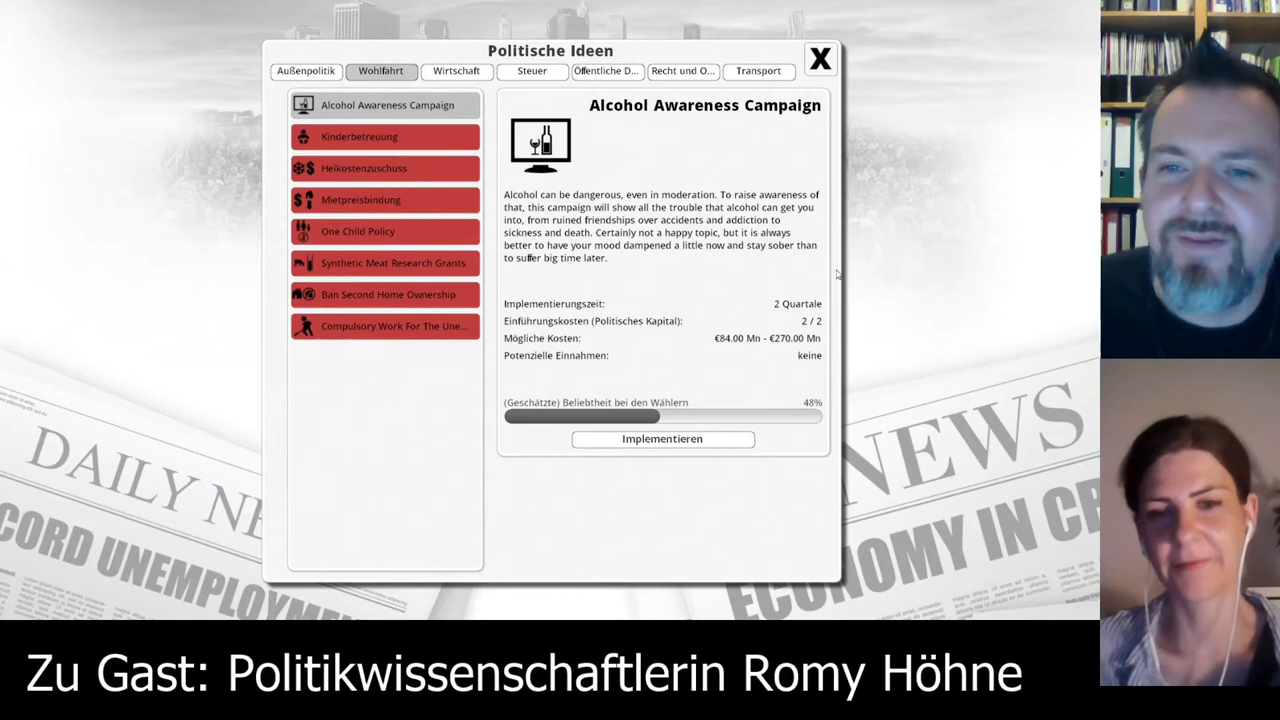 Politische Ideen
X
Außenpolitik
Wohlfahrt
Wirtschaft
Steuer
Öffentliche D...
Recht und O...
Transport
Alcohol Awareness Campaign
Kinderbetreuung
Heikostenzuschuss
Mietpreisbindung
One Child Policy
Synthetic Meat Research Grants
Ban Second Home Ownership
Compulsory Work For The Une...
Alcohol Awareness Campaign
Alcohol can be dangerous, even in moderation. To raise awareness of
that, this campaign will show all the trouble that alcohol can get you
into, from ruined friendships over accidents and addiction to
sickness and death. Certainly not a happy topic, but it is always
better to have your mood dampened a little now and stay sober than
to suffer big time later.
Implementierungszeit: 2 Quartale
Einführungskosten (Politisches Kapital): 2 / 2
Mögliche Kosten: €84.00 Mn - €270.00 Mn
Potenzielle Einnahmen: keine
(Geschätzte) Beliebtheit bei den Wählern 48%
Implementieren
DAILY NE
CORD UNEMPLOYM
NEWS
ECONOMY IN CR
Zu Gast: Politikwissenschaftlerin Romy Höhne